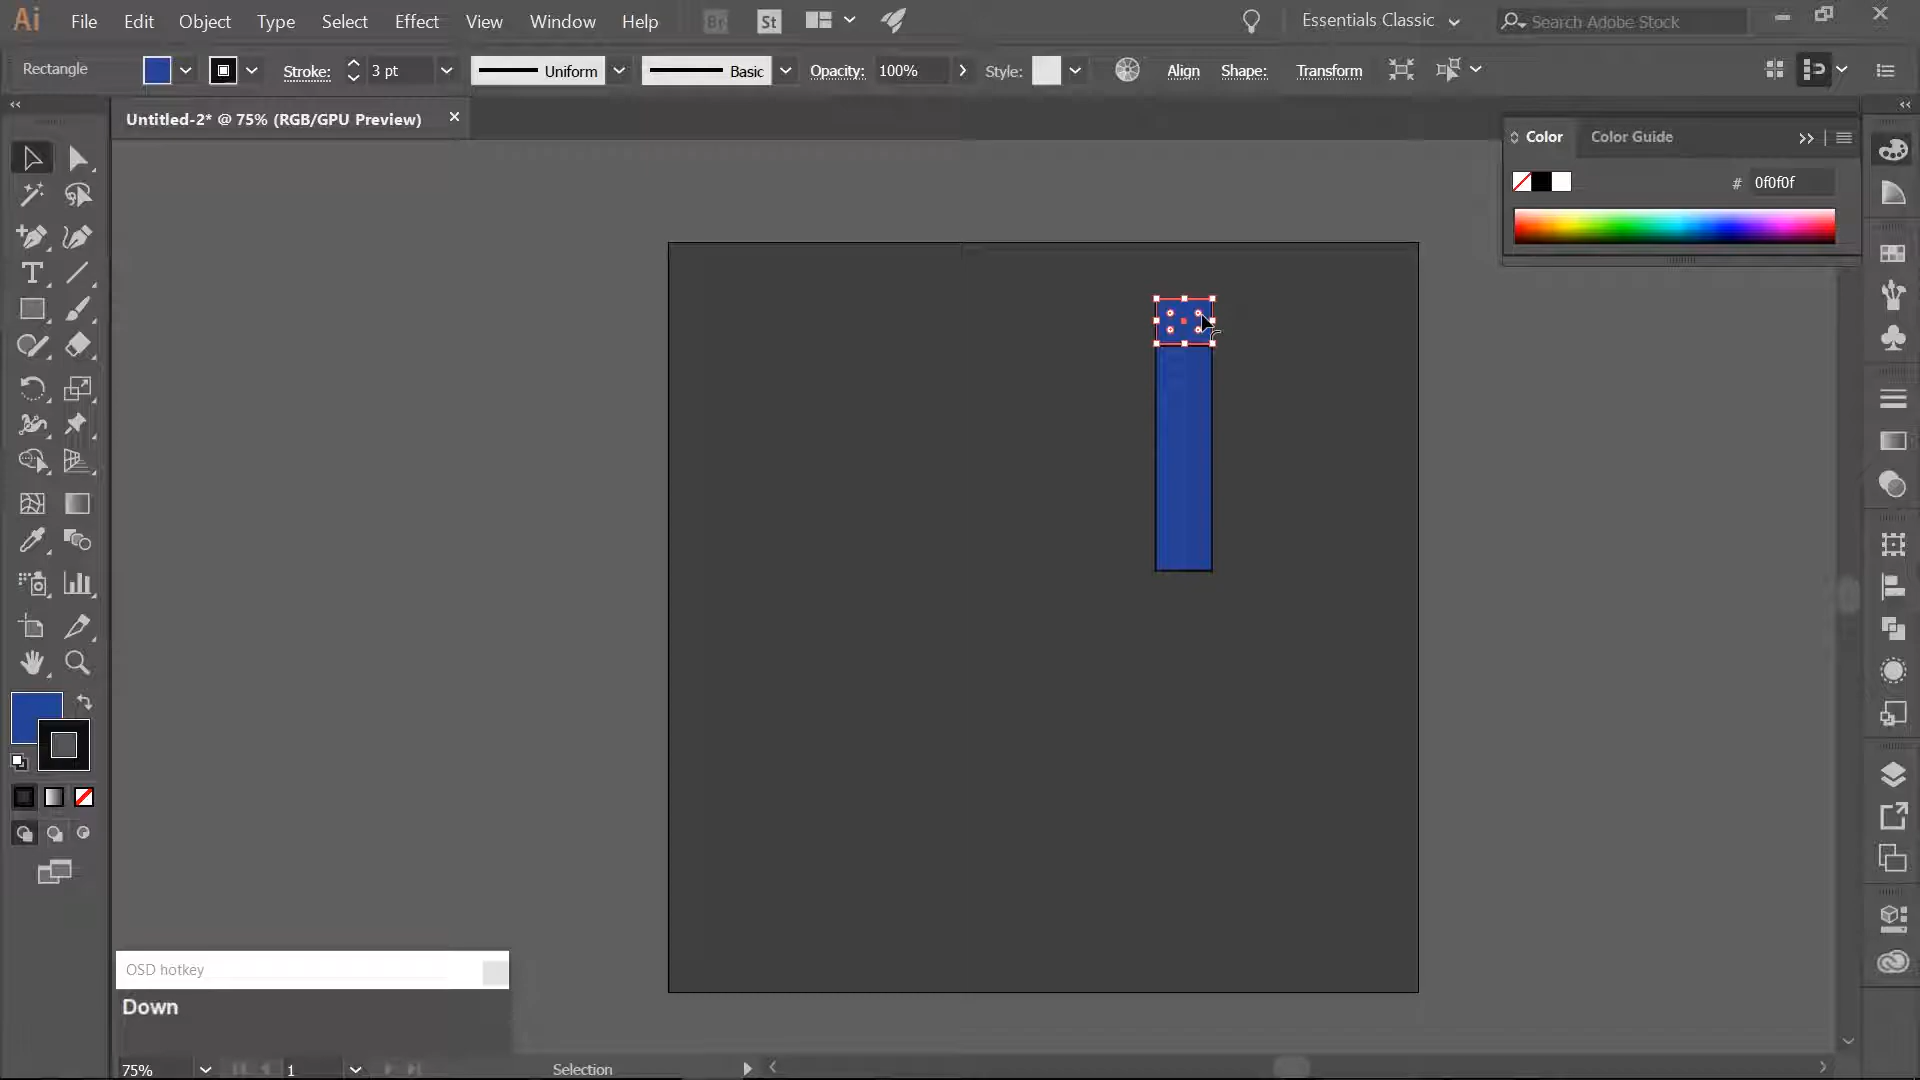 Ai File Edit Object Type Select Effect View Window Help Br St Essentials Classic Search Adobe Stock
Rectangle Stroke: 3 pt Uniform Basic Opacity: 100% Style: Align Shape: Transform
Untitled-2* @ 75% (RGB/GPU Preview)
Color Color Guide
# 0f0f0f
OSD hotkey
Down
75% 1 Selection